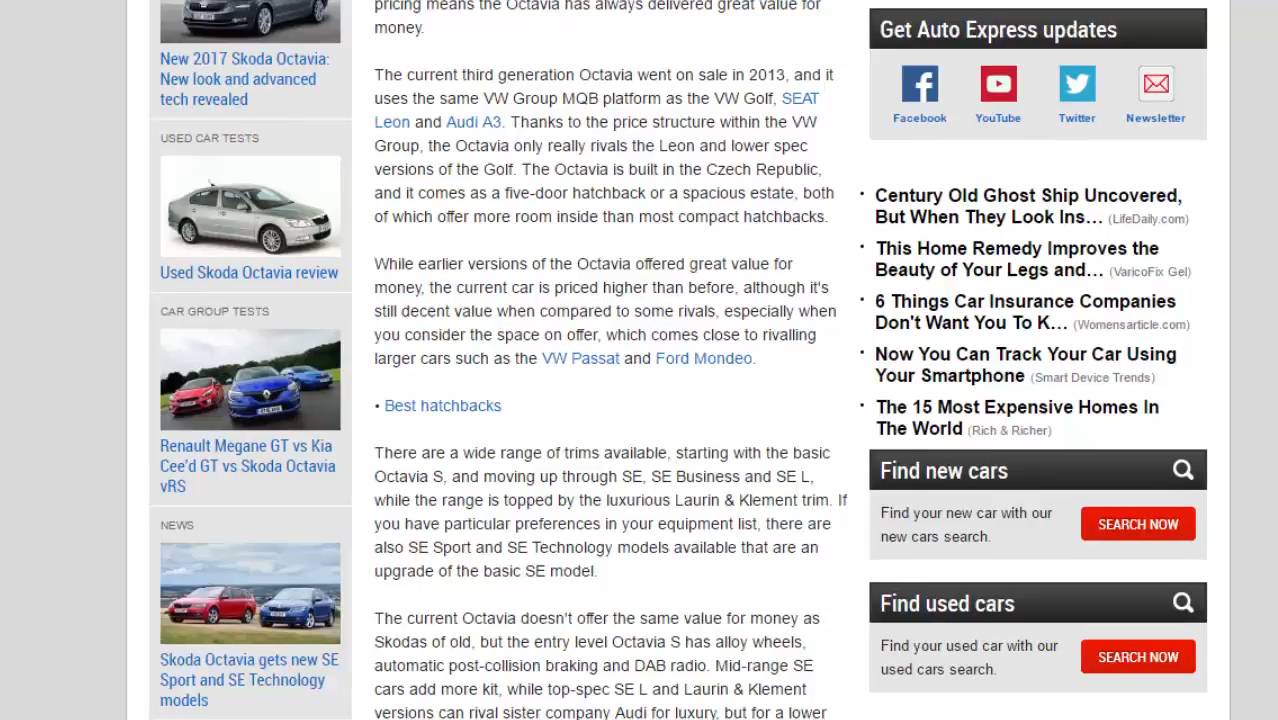 New 2017 Skoda Octavia:
New look and advanced
tech revealed
USED CAR TESTS
Used Skoda Octavia review
CAR GROUP TESTS
Renault Megane GT vs Kia
Cee'd GT vs Skoda Octavia
vRS
NEWS
Skoda Octavia gets new SE
Sport and SE Technology
models
pricing means the Octavia has always delivered great value for
money.
The current third generation Octavia went on sale in 2013, and it
uses the same VW Group MQB platform as the VW Golf, SEAT
Leon and Audi A3. Thanks to the price structure within the VW
Group, the Octavia only really rivals the Leon and lower spec
versions of the Golf. The Octavia is built in the Czech Republic,
and it comes as a five-door hatchback or a spacious estate, both
of which offer more room inside than most compact hatchbacks.
While earlier versions of the Octavia offered great value for
money, the current car is priced higher than before, although it's
still decent value when compared to some rivals, especially when
you consider the space on offer, which comes close to rivalling
larger cars such as the VW Passat and Ford Mondeo.
• Best hatchbacks
There are a wide range of trims available, starting with the basic
Octavia S, and moving up through SE, SE Business and SE L,
while the range is topped by the luxurious Laurin & Klement trim. If
you have particular preferences in your equipment list, there are
also SE Sport and SE Technology models available that are an
upgrade of the basic SE model.
The current Octavia doesn't offer the same value for money as
Skodas of old, but the entry level Octavia S has alloy wheels,
automatic post-collision braking and DAB radio. Mid-range SE
cars add more kit, while top-spec SE L and Laurin & Klement
versions can rival sister company Audi for luxury, but for a lower
Get Auto Express updates
Facebook YouTube Twitter Newsletter
· Century Old Ghost Ship Uncovered,
But When They Look Ins… (LifeDaily.com)
· This Home Remedy Improves the
Beauty of Your Legs and… (VaricoFix Gel)
· 6 Things Car Insurance Companies
Don't Want You To K… (Womensarticle.com)
· Now You Can Track Your Car Using
Your Smartphone (Smart Device Trends)
· The 15 Most Expensive Homes In
The World (Rich & Richer)
Find new cars
Find your new car with our
new cars search.
SEARCH NOW
Find used cars
Find your used car with our
used cars search.
SEARCH NOW